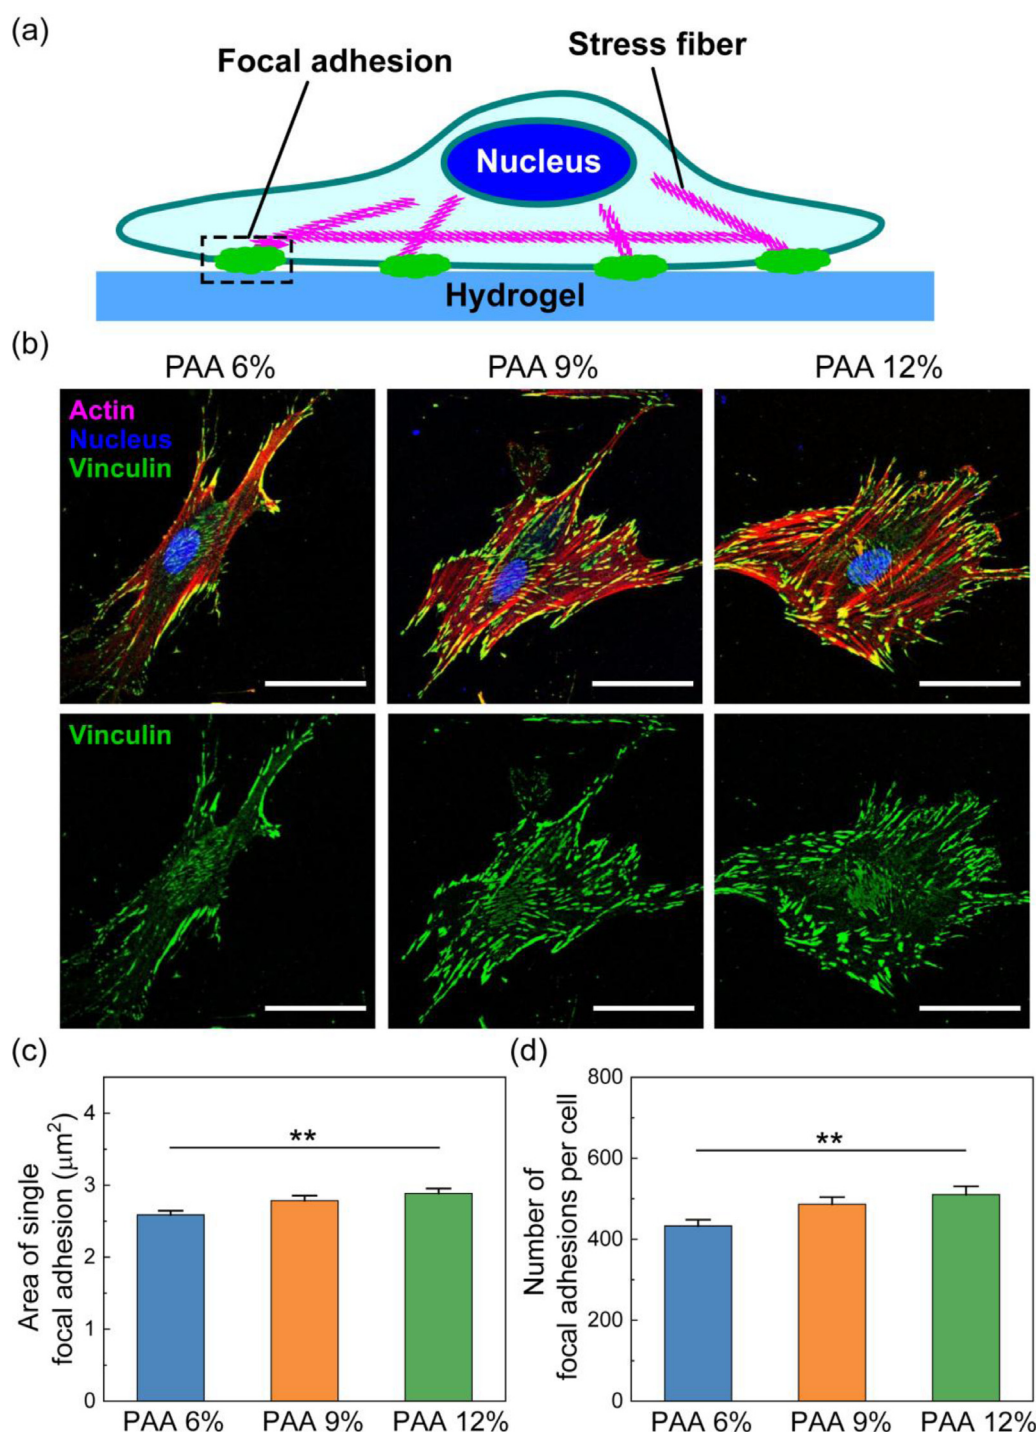 (a)
Focal adhesion
Stress fiber
Nucleus
Hydrogel
(b)
PAA 6%
PAA 9%
PAA 12%
Actin
Nucleus
Vinculin
Vinculin
(c)
Area of single
focal adhesion (μm²)
4
3
2
1
0
**
PAA 6%
PAA 9%
PAA 12%
(d)
Number of
focal adhesions per cell
800
600
400
200
0
**
PAA 6%
PAA 9%
PAA 12%